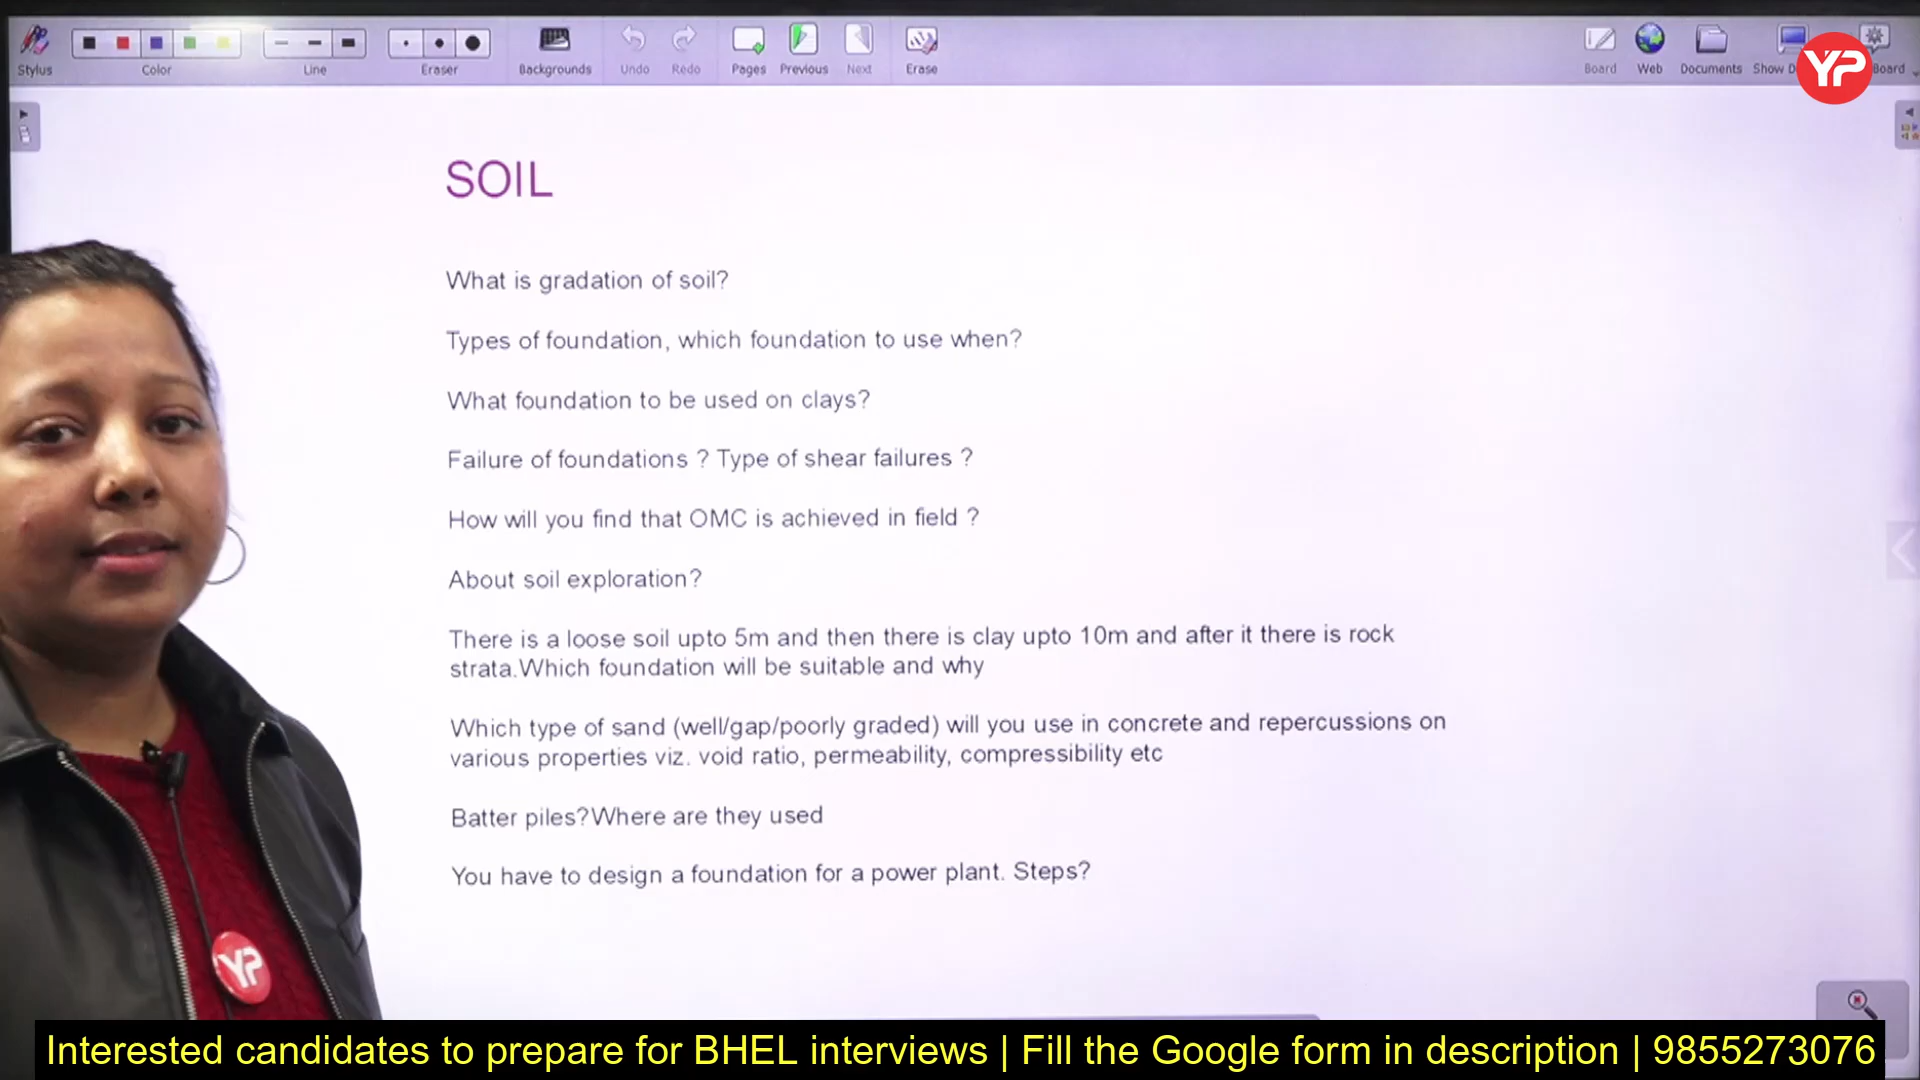 Stylus
Color
Line
Eraser
Backgrounds
Undo
Redo
Pages
Previous
Next
Erase
Board
Web
Documents
Show D
Board
YP
SOIL
What is gradation of soil?
Types of foundation, which foundation to use when?
What foundation to be used on clays?
Failure of foundations ? Type of shear failures ?
How will you find that OMC is achieved in field ?
About soil exploration?
There is a loose soil upto 5m and then there is clay upto 10m and after it there is rock
strata.Which foundation will be suitable and why
Which type of sand (well/gap/poorly graded) will you use in concrete and repercussions on
various properties viz. void ratio, permeability, compressibility etc
Batter piles?Where are they used
You have to design a foundation for a power plant. Steps?
YP
Interested candidates to prepare for BHEL interviews | Fill the Google form in description | 9855273076